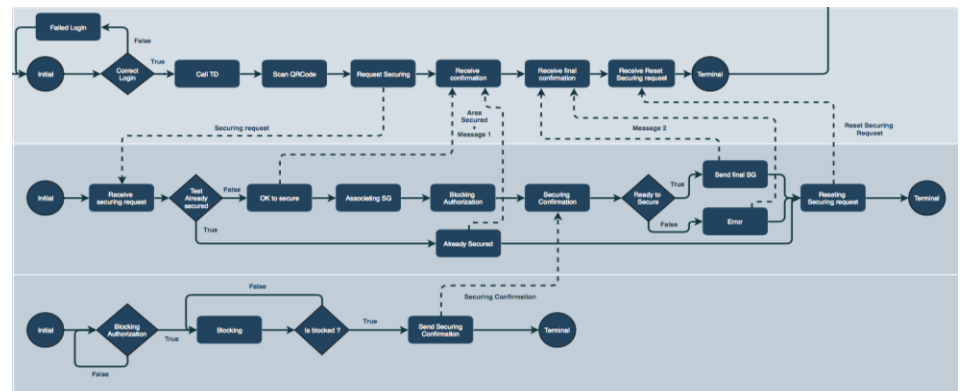 Failed Login
False
Initial
Correct
Login
True
Call TD
Scan QRCode
Request Securing
Receive
confirmation
Receive final
confirmation
Receive Reset
Securing request
Terminal
Securing request
Area
Secured
+
Message 1
Message 2
Reset Securing
Request
Initial
Receive
securing request
Test
Already
secured
False
True
OK to secure
Associating SG
Blocking
Authorization
Already Secured
Securing
Confirmation
Ready to
Secure
True
False
Send final SG
Error
Reseting
Securing request
Terminal
Securing Confirmation
Initial
Blocking
Authorization
True
False
Blocking
False
Is blocked ?
True
Send Securing
Confirmation
Terminal